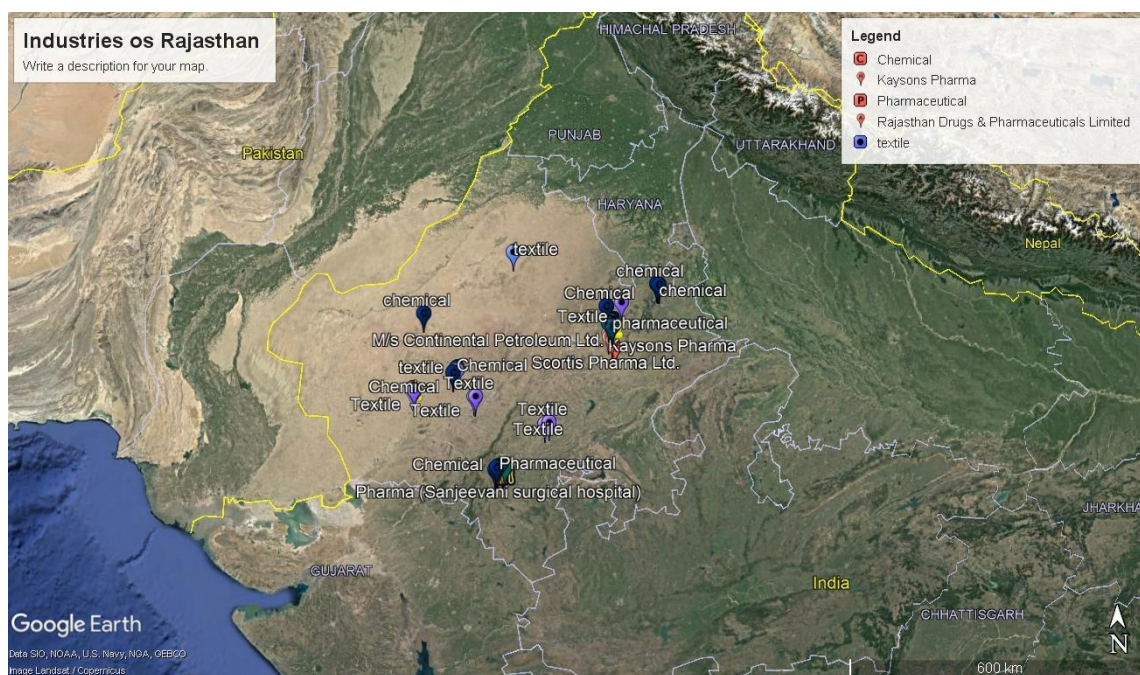 Industries os Rajasthan
Write a description for your map.
Legend
C Chemical
Kaysons Pharma
P Pharmaceutical
Rajasthan Drugs & Pharmaceuticals Limited
textile
HIMACHAL PRADESH
PUNJAB
UTTARAKHAND
Pakistan
HARYANA
Nepal
textile
chemical
chemical
Chemical
chemical
Textile
pharmaceutical
M/s Continental Petroleum Ltd.
Kaysons Pharma
textile
Chemical
Scortis Pharma Ltd.
Chemical
Textile
Textile
Textile
Textile
Textile
Chemical
Pharmaceutical
Pharma (Sanjeevani surgical hospital)
JHARKHA
GUJARAT
India
CHHATTISGARH
Google Earth
Data SIO, NOAA, U.S. Navy, NGA, GEBCO
Image Landsat / Copernicus
N
600 km